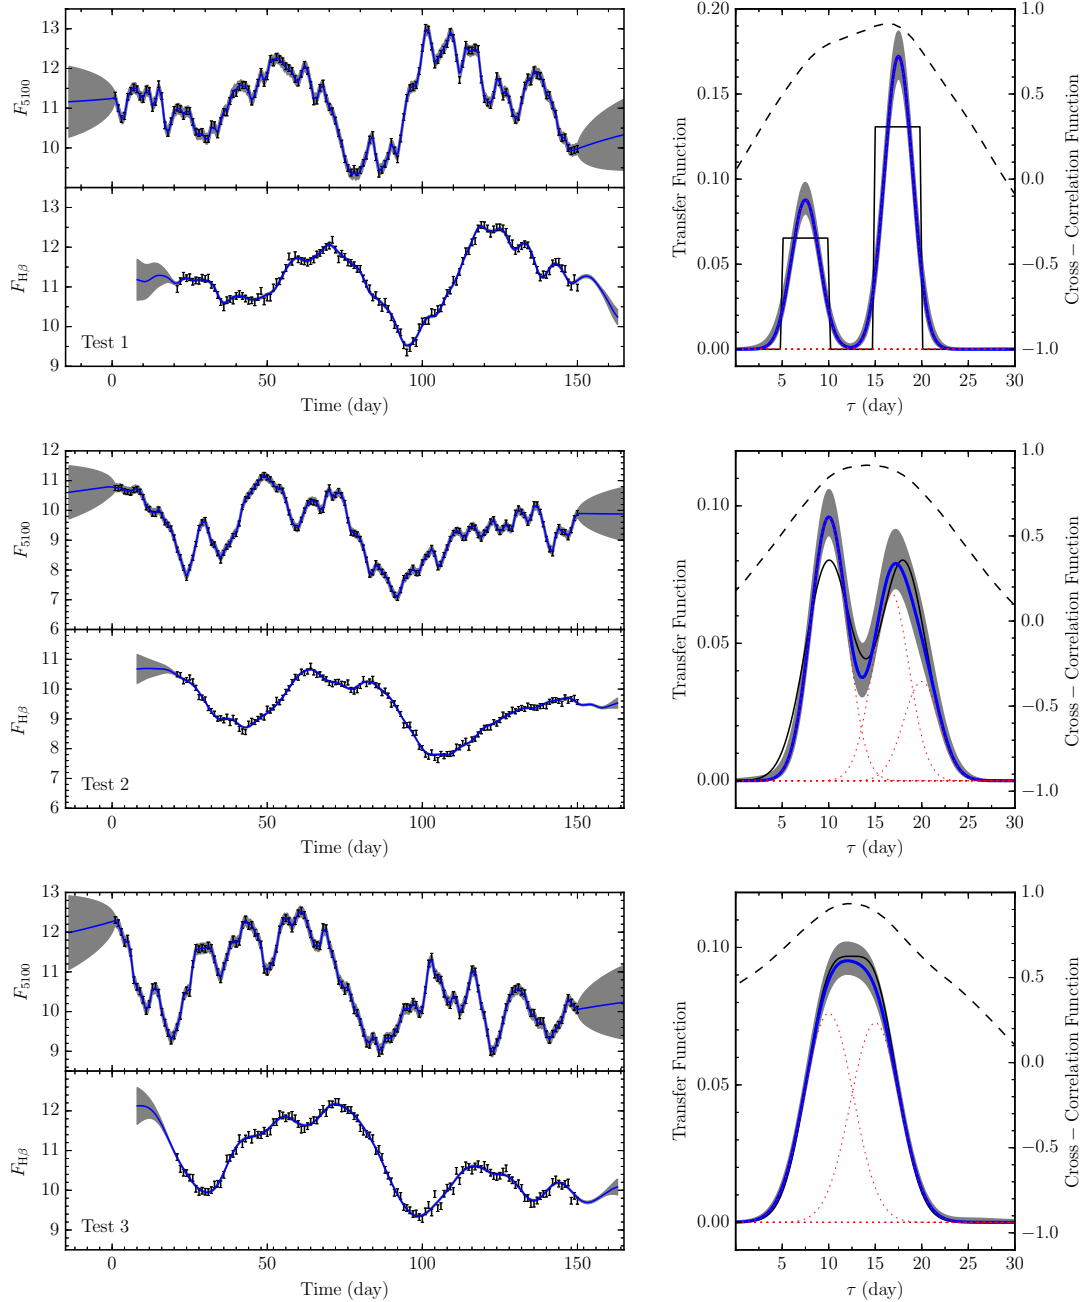 13
12
11
10
F5100
12
11
10
9
FHβ
Test 1
0 50 100 150
Time (day)
0.20
0.15
0.10
0.05
0.00
Transfer Function
1.0
0.5
0.0
−0.5
−1.0
Cross − Correlation Function
5 10 15 20 25 30
τ (day)
12
11
10
9
8
7
6
F5100
11
10
9
8
7
6
FHβ
Test 2
0 50 100 150
Time (day)
0.10
0.05
0.00
Transfer Function
1.0
0.5
0.0
−0.5
−1.0
Cross − Correlation Function
5 10 15 20 25 30
τ (day)
13
12
11
10
9
F5100
12
11
10
9
FHβ
Test 3
0 50 100 150
Time (day)
0.10
0.05
0.00
Transfer Function
1.0
0.5
0.0
−0.5
−1.0
Cross − Correlation Function
5 10 15 20 25 30
τ (day)